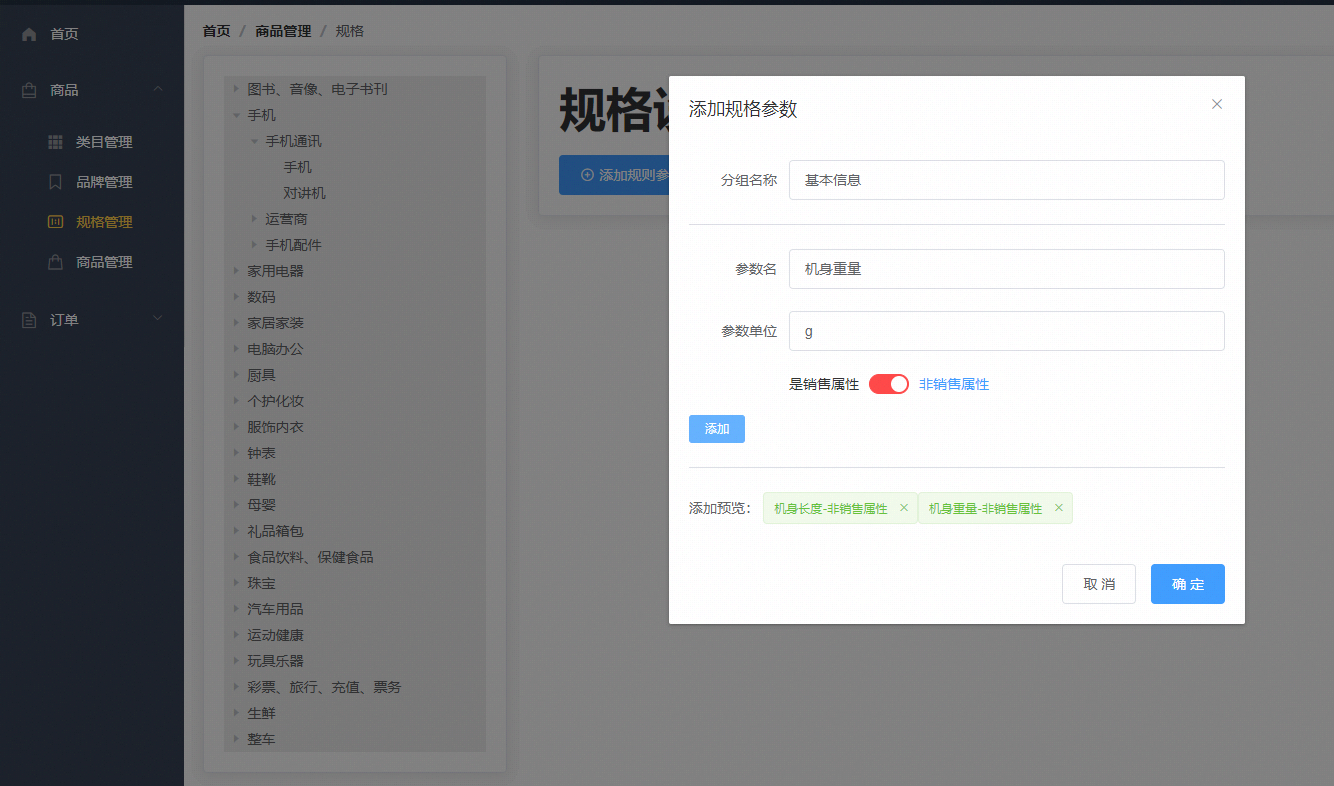 首页
商品
类目管理
品牌管理
规格管理
商品管理
订单
首页 / 商品管理 / 规格
图书、音像、电子书刊
手机
手机通讯
手机
对讲机
运营商
手机配件
家用电器
数码
家居家装
电脑办公
厨具
个护化妆
服饰内衣
钟表
鞋靴
母婴
礼品箱包
食品饮料、保健食品
珠宝
汽车用品
运动健康
玩具乐器
彩票、旅行、充值、票务
生鲜
整车
规格
添加规则参
添加规格参数
分组名称 基本信息
参数名 机身重量
参数单位 g
是销售属性 非销售属性
添加
添加预览: 机身长度-非销售属性 机身重量-非销售属性
取 消 确 定